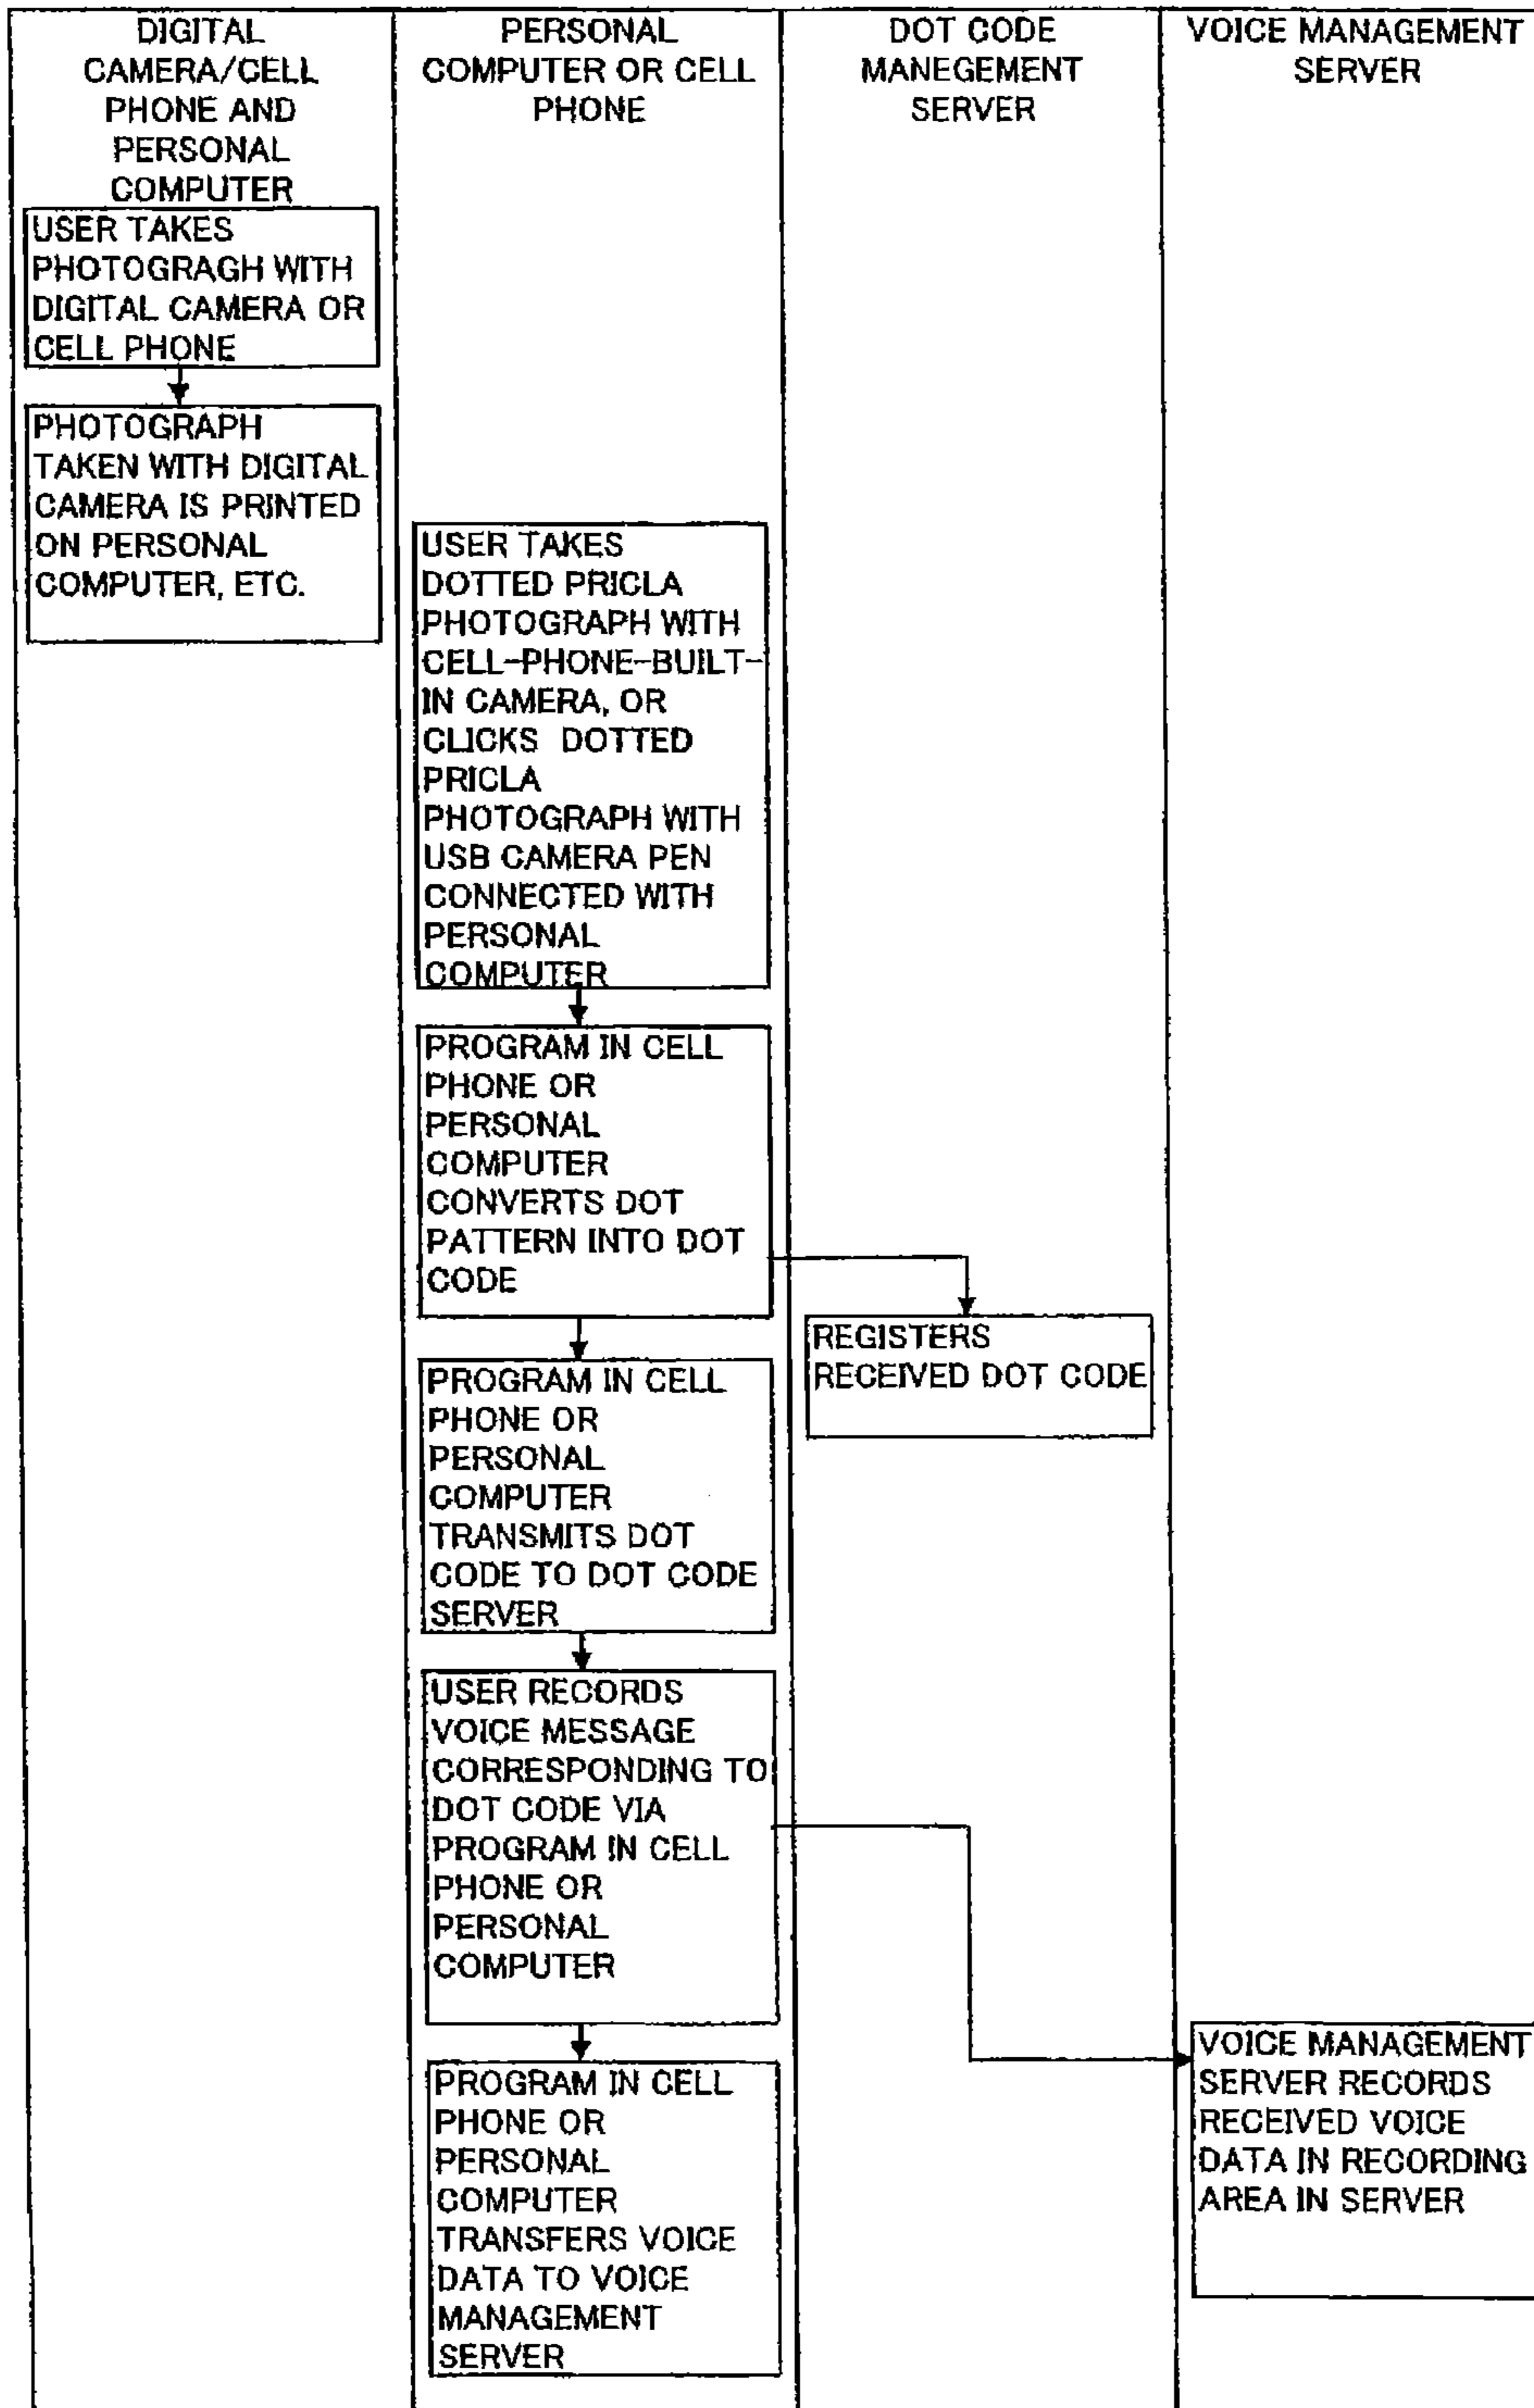 DIGITAL
CAMERA/CELL
PHONE AND
PERSONAL
COMPUTER
PERSONAL
COMPUTER OR CELL
PHONE
DOT CODE
MANEGEMENT
SERVER
VOICE MANAGEMENT
SERVER
USER TAKES
PHOTOGRAGH WITH
DIGITAL CAMERA OR
CELL PHONE
PHOTOGRAPH
TAKEN WITH DIGITAL
CAMERA IS PRINTED
ON PERSONAL
COMPUTER, ETC.
USER TAKES
DOTTED PRICLA
PHOTOGRAPH WITH
CELL-PHONE-BUILT-
IN CAMERA, OR
CLICKS DOTTED
PRICLA
PHOTOGRAPH WITH
USB CAMERA PEN
CONNECTED WITH
PERSONAL
COMPUTER
PROGRAM IN CELL
PHONE OR
PERSONAL
COMPUTER
CONVERTS DOT
PATTERN INTO DOT
CODE
REGISTERS
RECEIVED DOT CODE
PROGRAM IN CELL
PHONE OR
PERSONAL
COMPUTER
TRANSMITS DOT
CODE TO DOT CODE
SERVER
USER RECORDS
VOICE MESSAGE
CORRESPONDING TO
DOT CODE VIA
PROGRAM IN CELL
PHONE OR
PERSONAL
COMPUTER
VOICE MANAGEMENT
SERVER RECORDS
RECEIVED VOICE
DATA IN RECORDING
AREA IN SERVER
PROGRAM IN CELL
PHONE OR
PERSONAL
COMPUTER
TRANSFERS VOICE
DATA TO VOICE
MANAGEMENT
SERVER